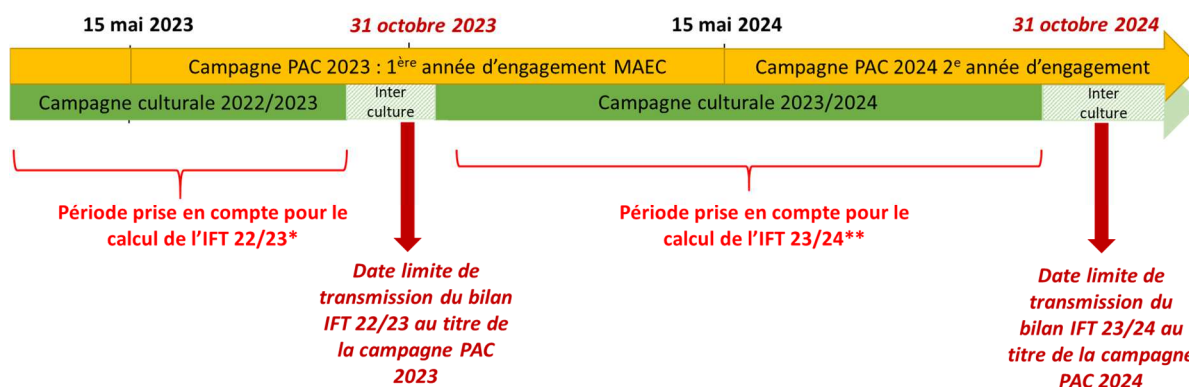 15 mai 2023
31 octobre 2023
15 mai 2024
31 octobre 2024
Campagne PAC 2023 : 1ère année d'engagement MAEC
Campagne PAC 2024 2e année d'engagement
Campagne culturale 2022/2023
Inter
culture
Campagne culturale 2023/2024
Inter
culture
Période prise en compte pour le
calcul de l'IFT 22/23*
Période prise en compte pour le
calcul de l'IFT 23/24**
Date limite de
transmission du bilan
IFT 22/23 au titre de
la campagne PAC
2023
Date limite de
transmission du
bilan IFT 23/24 au
titre de la campagne
PAC 2024